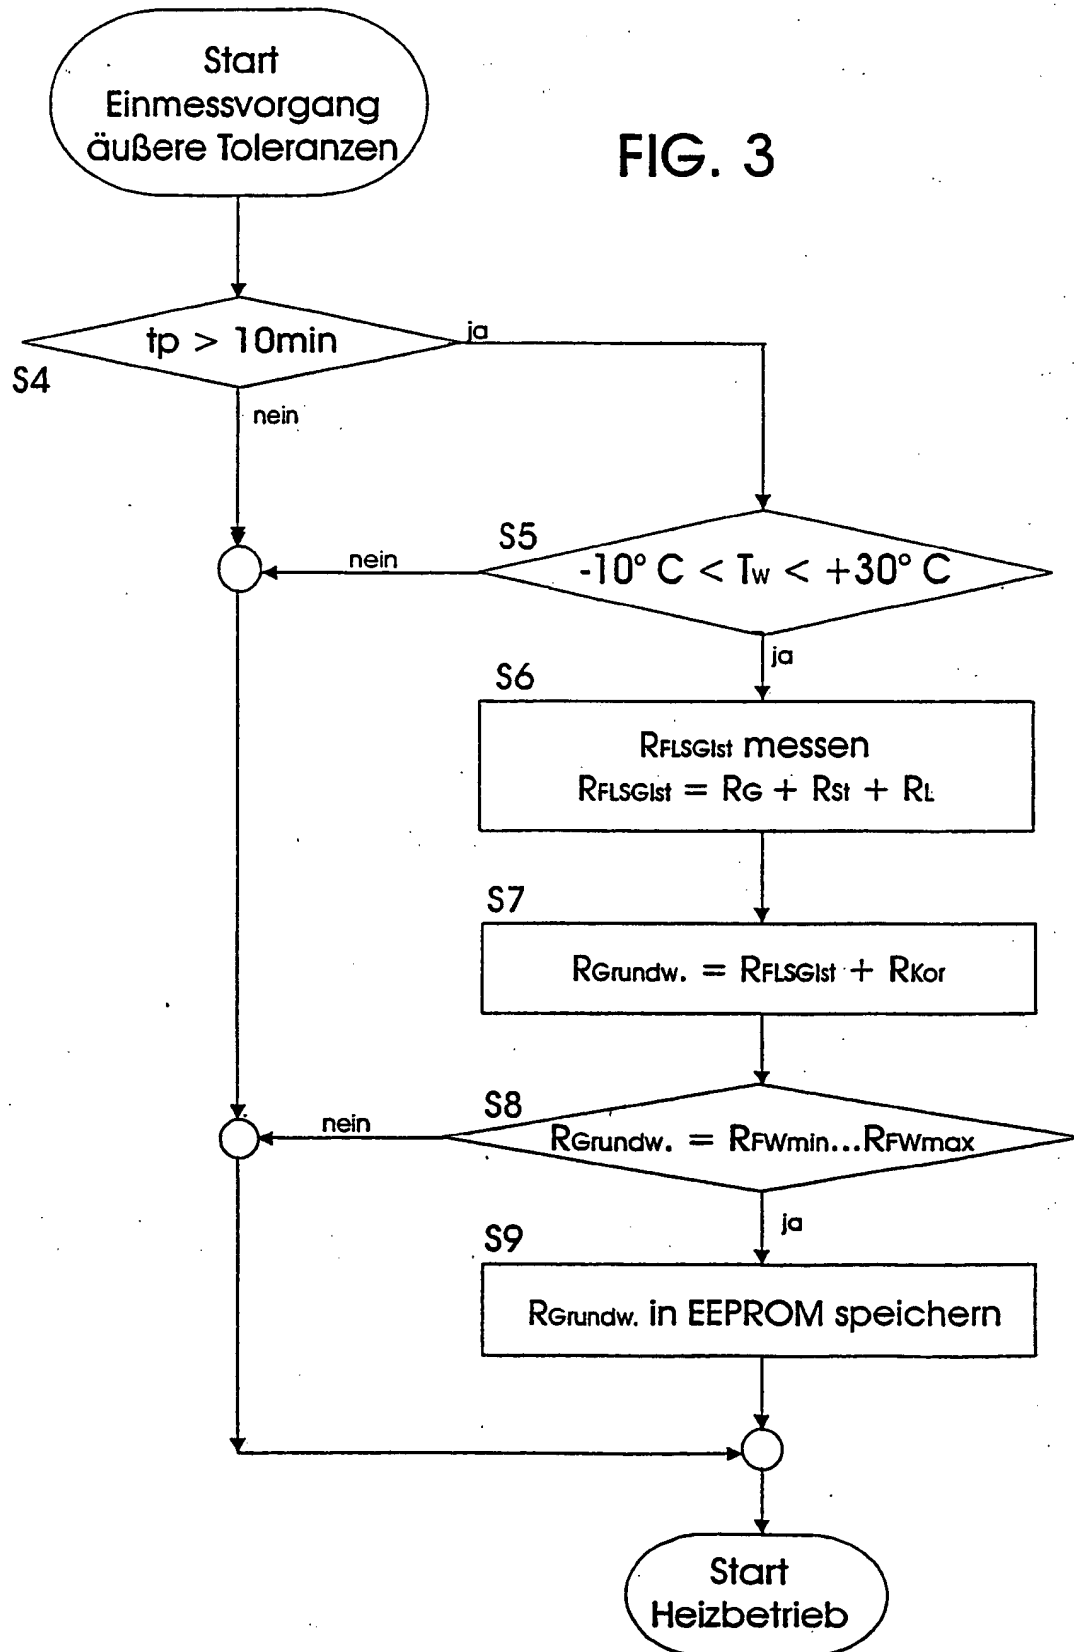 Start
Einmessvorgang
äußere Toleranzen
FIG. 3
tp > 10min
ja
S4
nein
S5
nein
-10° C < Tw < +30° C
ja
S6
RFLSGIst messen
RFLSGIst = RG + RSt + RL
S7
RGrundw. = RFLSGIst + RKor
S8
nein
RGrundw. = RFWmin...RFWmax
ja
S9
RGrundw. in EEPROM speichern
Start
Heizbetrieb